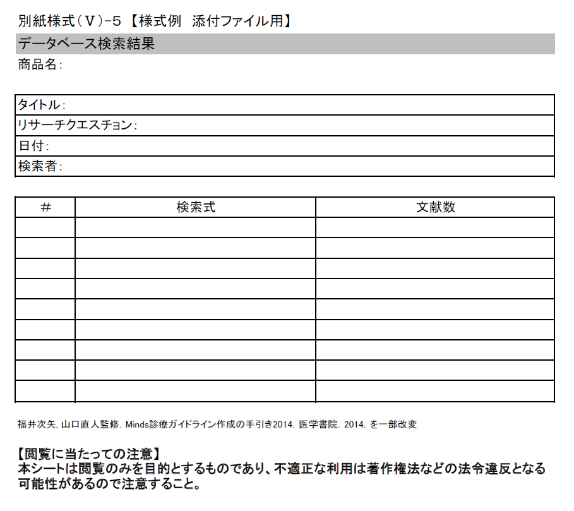 別紙様式(Ⅴ)-5 【様式例 添付ファイル用】
データベース検索結果
商品名:
タイトル:
リサーチクエスチョン:
日付:
検索者:
# 検索式 文献数
福井次矢, 山口直人監修. Minds診療ガイドライン作成の手引き2014. 医学書院. 2014. を一部改変
【閲覧に当たっての注意】
本シートは閲覧のみを目的とするものであり、不適正な利用は著作権法などの法令違反となる
可能性があるので注意すること。